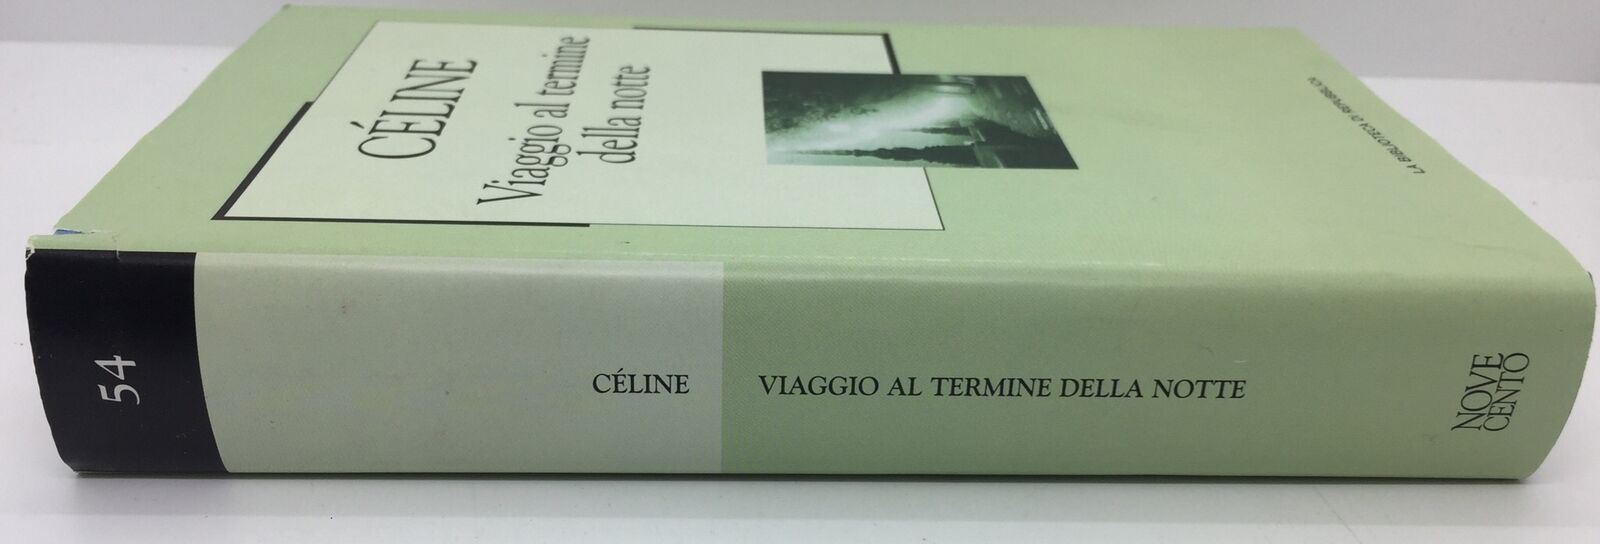 CÉLINE
Viaggio al termine
della notte
LA BIBLIOTECA DI REPUBBLICA
54
CÉLINE
VIAGGIO AL TERMINE DELLA NOTTE
NOVE
CENTO